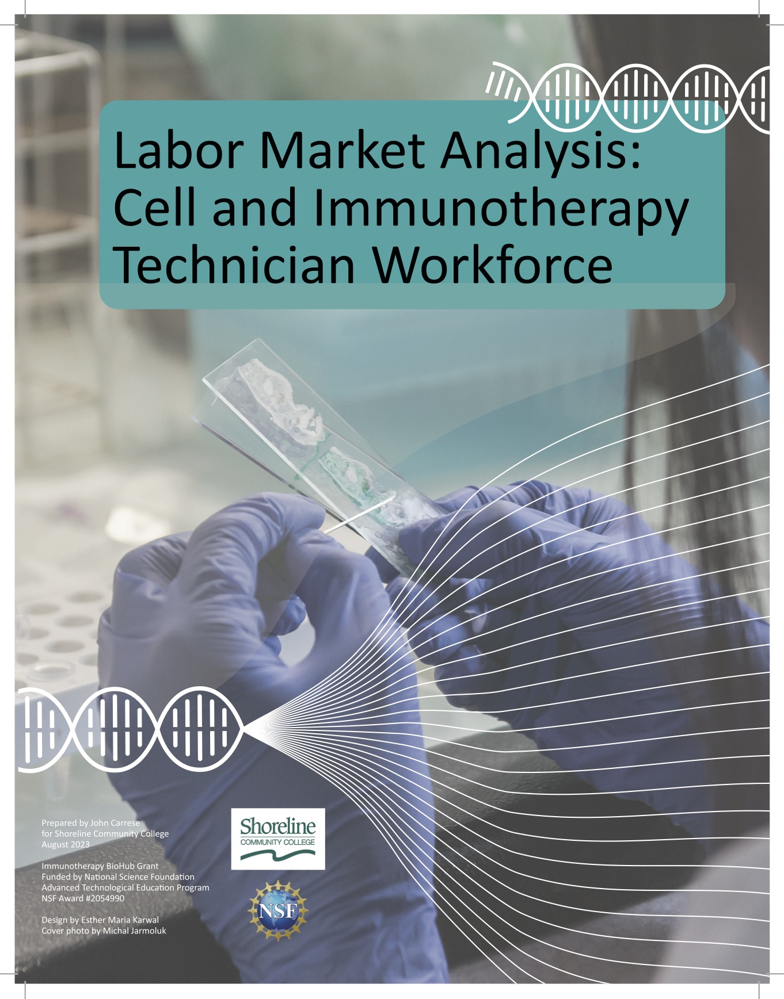 Labor Market Analysis:
Cell and Immunotherapy
Technician Workforce
Prepared by John Carrese
for Shoreline Community College
August 2023
Immunotherapy BioHub Grant
Funded by National Science Foundation
Advanced Technological Education Program
NSF Award #2054990
Design by Esther Maria Karwal
Cover photo by Michal Jarmoluk
Shoreline
COMMUNITY COLLEGE
NSF